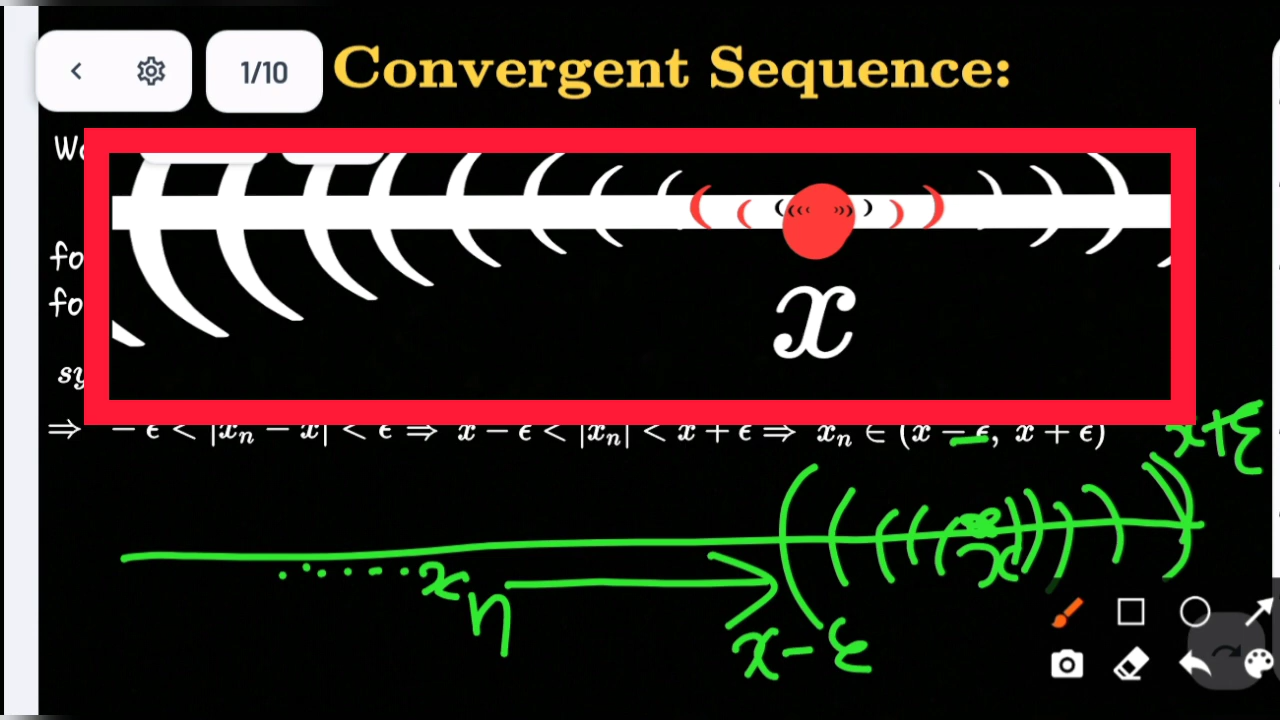 1/10
Convergent Sequence:
x
⇒ − ϵ < |xₙ − x| < ϵ ⇒ x − ϵ < |xₙ| < x + ϵ ⇒ xₙ ∈ (x − ϵ, x + ϵ)
x+ε
x
xₙ
x-ε